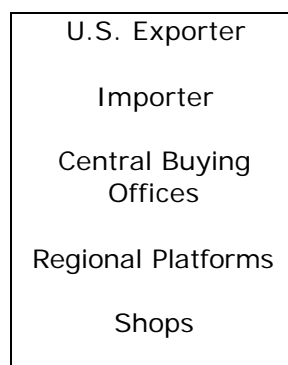 U.S. Exporter
Importer
Central Buying
Offices
Regional Platforms
Shops